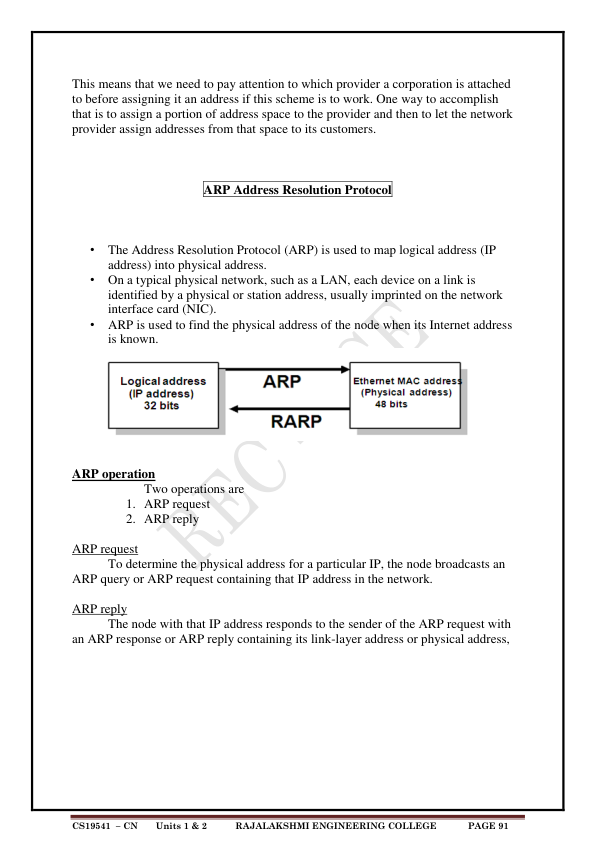 This means that we need to pay attention to which provider a corporation is attached
to before assigning it an address if this scheme is to work. One way to accomplish
that is to assign a portion of address space to the provider and then to let the network
provider assign addresses from that space to its customers.
ARP Address Resolution Protocol
• The Address Resolution Protocol (ARP) is used to map logical address (IP
address) into physical address.
• On a typical physical network, such as a LAN, each device on a link is
identified by a physical or station address, usually imprinted on the network
interface card (NIC).
• ARP is used to find the physical address of the node when its Internet address
is known.
Logical address
(IP address)
32 bits
ARP
RARP
Ethernet MAC address
(Physical address)
48 bits
ARP operation
Two operations are
1. ARP request
2. ARP reply
ARP request
To determine the physical address for a particular IP, the node broadcasts an
ARP query or ARP request containing that IP address in the network.
ARP reply
The node with that IP address responds to the sender of the ARP request with
an ARP response or ARP reply containing its link-layer address or physical address,
CS19541 – CN Units 1 & 2 RAJALAKSHMI ENGINEERING COLLEGE PAGE 91